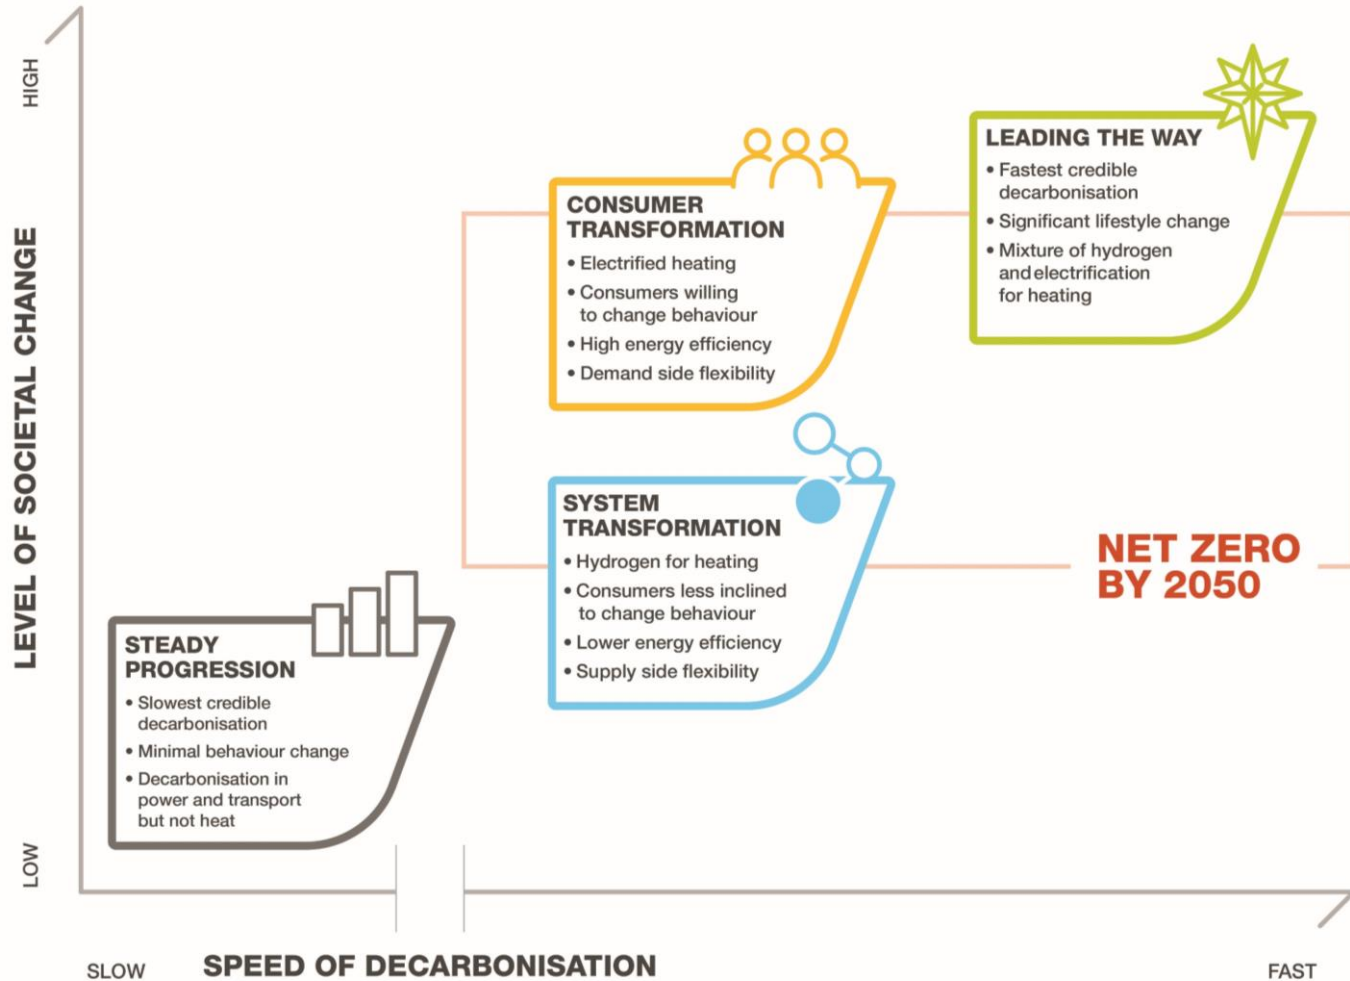 HIGH
LEVEL OF SOCIETAL CHANGE
LOW
LEADING THE WAY
• Fastest credible
decarbonisation
• Significant lifestyle change
• Mixture of hydrogen
and electrification
for heating
CONSUMER
TRANSFORMATION
• Electrified heating
• Consumers willing
to change behaviour
• High energy efficiency
• Demand side flexibility
SYSTEM
TRANSFORMATION
• Hydrogen for heating
• Consumers less inclined
to change behaviour
• Lower energy efficiency
• Supply side flexibility
NET ZERO
BY 2050
STEADY
PROGRESSION
• Slowest credible
decarbonisation
• Minimal behaviour change
• Decarbonisation in
power and transport
but not heat
SLOW
SPEED OF DECARBONISATION
FAST